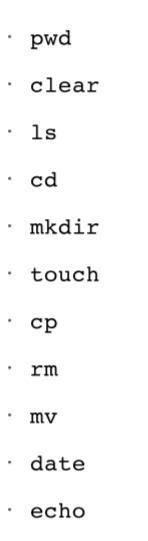 · pwd
· clear
· ls
· cd
· mkdir
· touch
· cp
· rm
· mv
· date
· echo